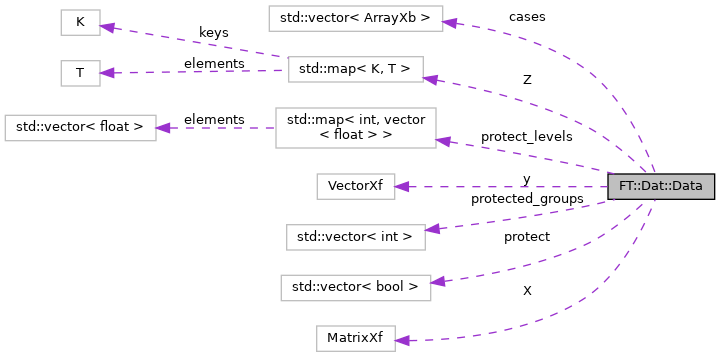 std::vector< ArrayXb >
cases
K
keys
T
elements
std::map< K, T >
Z
std::vector< float >
elements
std::map< int, vector
< float > >
protect_levels
VectorXf
y
FT::Dat::Data
protected_groups
std::vector< int >
protect
std::vector< bool >
X
MatrixXf